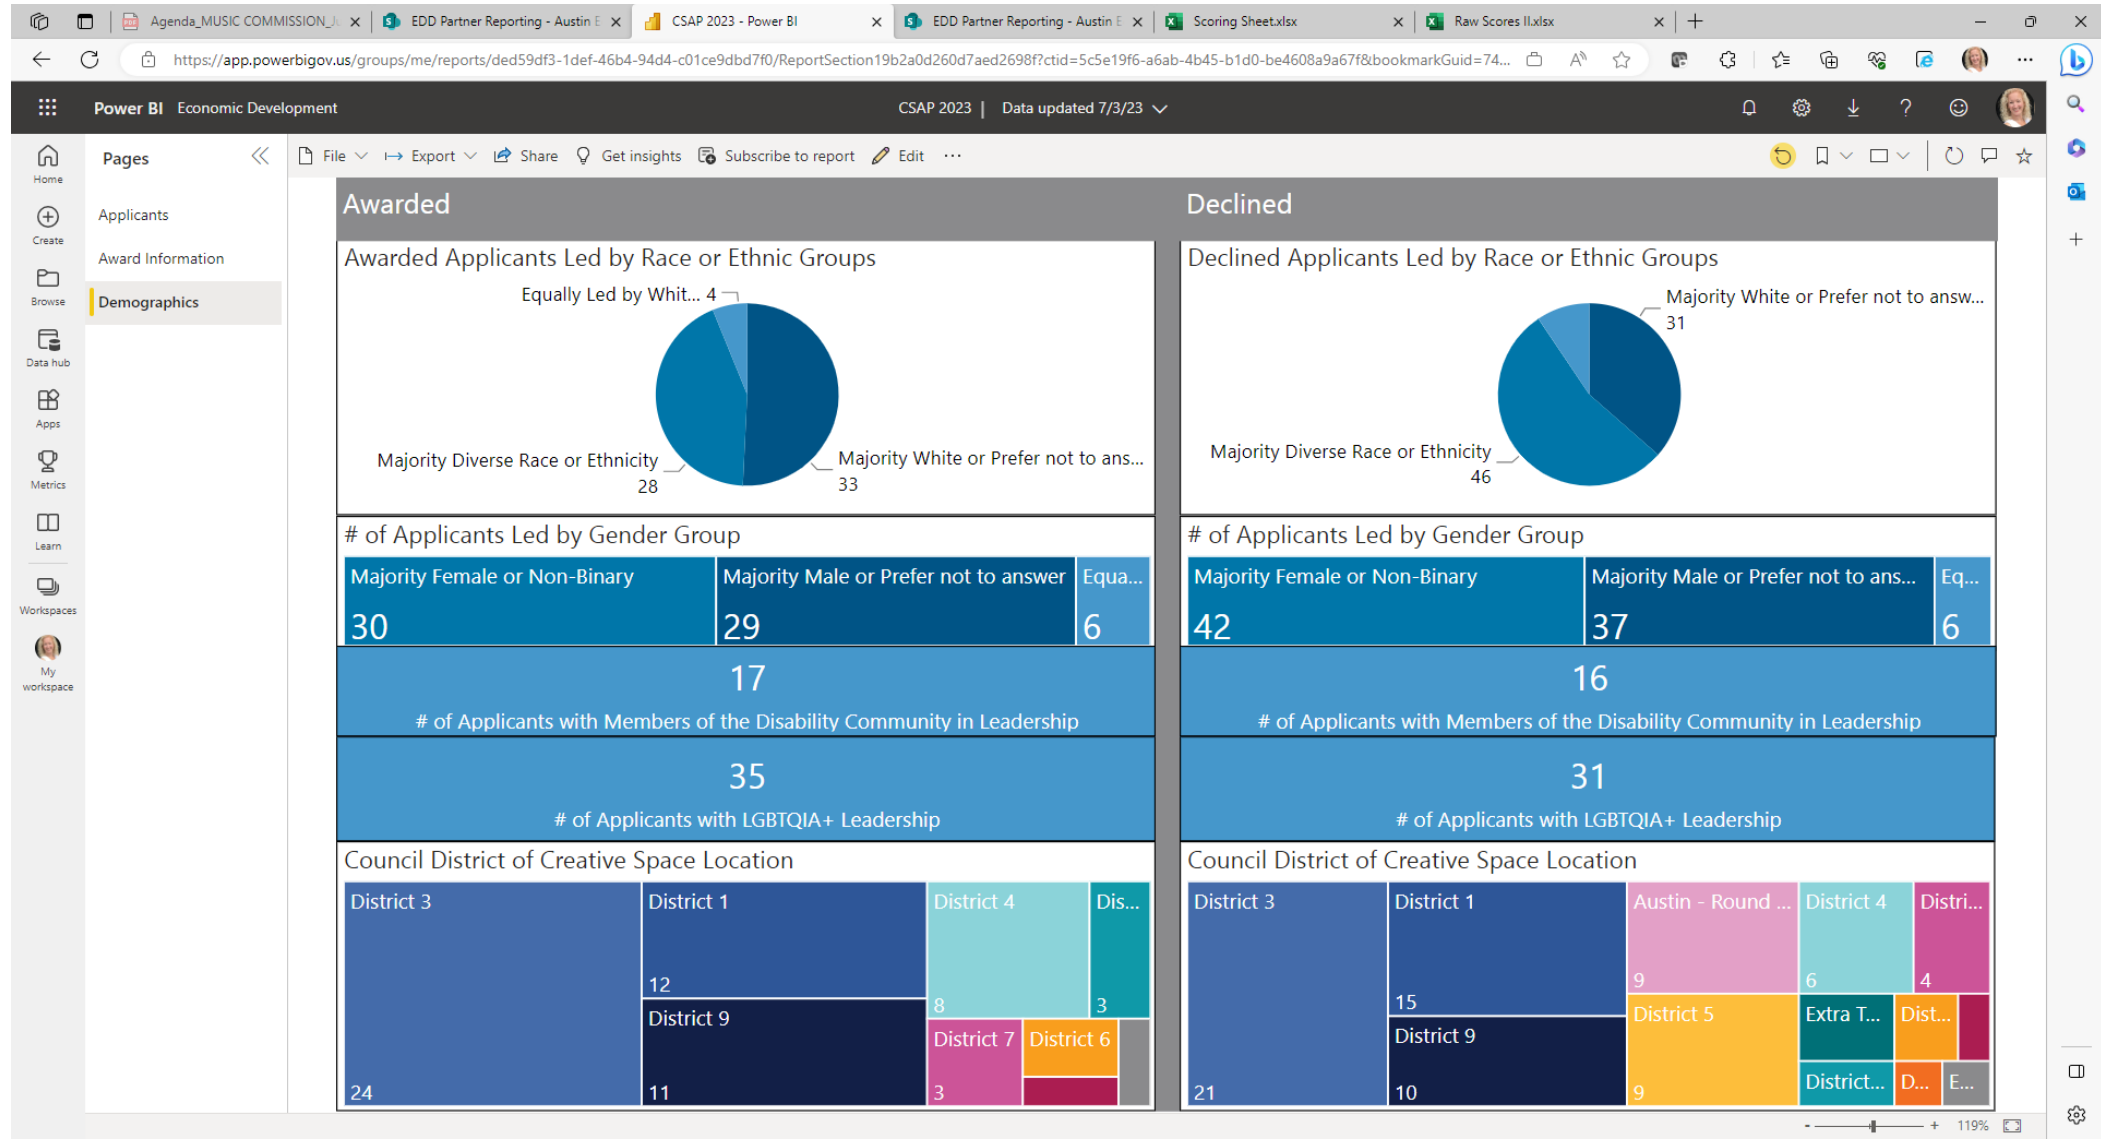 Agenda_MUSIC COMMISSION_J
EDD Partner Reporting - Austin E
CSAP 2023 - Power BI
EDD Partner Reporting - Austin E
Scoring Sheet.xlsx
Raw Scores II.xlsx
https://app.powerbigov.us/groups/me/reports/ded59df3-1def-46b4-94d4-c01ce9dbd7f0/ReportSection19b2a0d260d7aed2698f?ctid=5c5e19f6-a6ab-4b45-b1d0-be4608a9a67f&bookmarkGuid=74...
Power BI Economic Development
CSAP 2023 | Data updated 7/3/23
Home
Create
Browse
Data hub
Apps
Metrics
Learn
Workspaces
My
workspace
Pages
Applicants
Award Information
Demographics
File
Export
Share
Get insights
Subscribe to report
Edit
...
Awarded
Awarded Applicants Led by Race or Ethnic Groups
Equally Led by Whit... 4
Majority Diverse Race or Ethnicity
28
Majority White or Prefer not to ans...
33
# of Applicants Led by Gender Group
Majority Female or Non-Binary
30
Majority Male or Prefer not to answer
29
Equa...
6
17
# of Applicants with Members of the Disability Community in Leadership
35
# of Applicants with LGBTQIA+ Leadership
Council District of Creative Space Location
District 3
24
District 1
12
District 9
11
District 4
8
Dis...
3
District 7
3
District 6
Declined
Declined Applicants Led by Race or Ethnic Groups
Majority White or Prefer not to answ...
31
Majority Diverse Race or Ethnicity
46
# of Applicants Led by Gender Group
Majority Female or Non-Binary
42
Majority Male or Prefer not to ans...
37
Eq...
6
16
# of Applicants with Members of the Disability Community in Leadership
31
# of Applicants with LGBTQIA+ Leadership
Council District of Creative Space Location
District 3
21
District 1
15
District 9
10
Austin - Round ...
9
District 5
9
District 4
6
Distri...
4
Extra T...
Dist...
District...
D...
E...
- + 119%